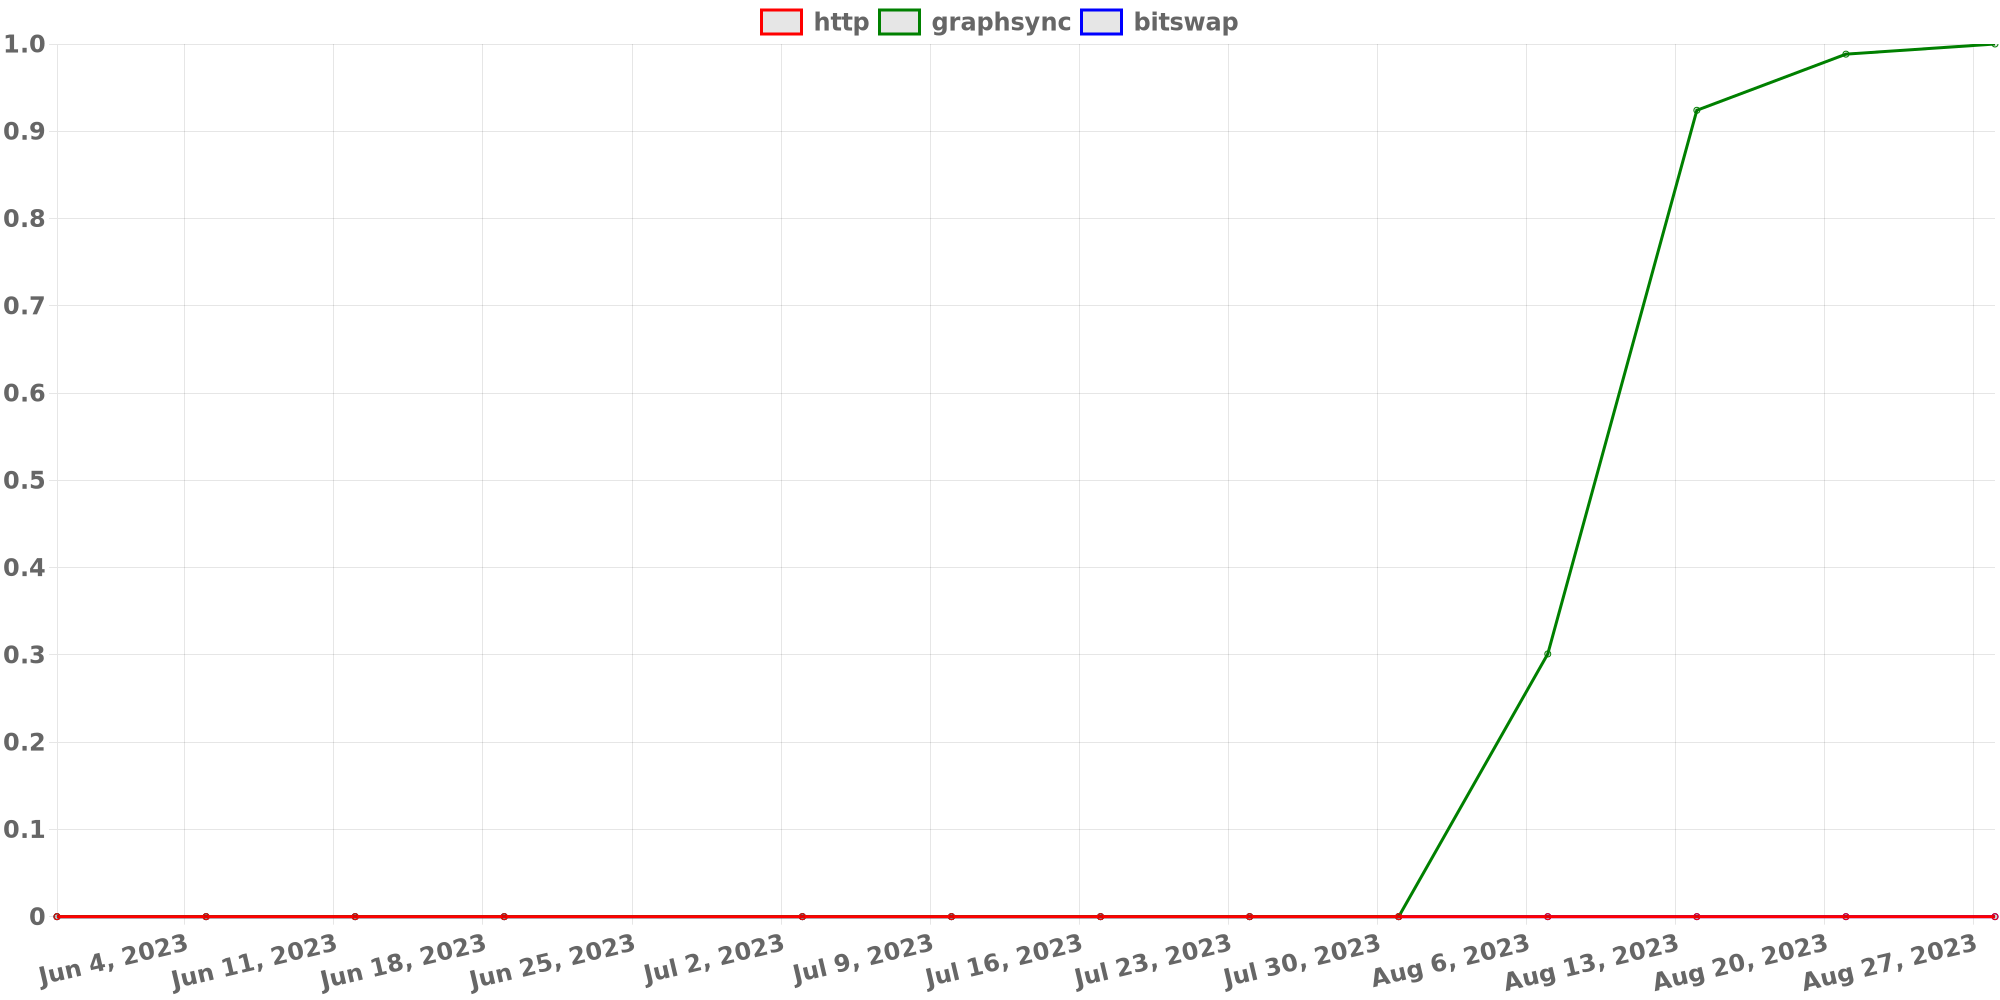 http graphsync bitswap
1.0
0.9
0.8
0.7
0.6
0.5
0.4
0.3
0.2
0.1
0
Jun 4, 2023
Jun 11, 2023
Jun 18, 2023
Jun 25, 2023
Jul 2, 2023
Jul 9, 2023
Jul 16, 2023
Jul 23, 2023
Jul 30, 2023
Aug 6, 2023
Aug 13, 2023
Aug 20, 2023
Aug 27, 2023